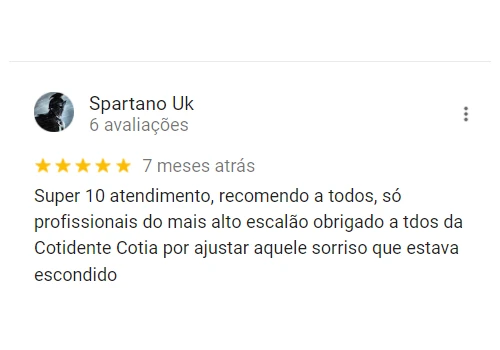 Spartano Uk
6 avaliações
7 meses atrás
Super 10 atendimento, recomendo a todos, só
profissionais do mais alto escalão obrigado a tdos da
Cotidente Cotia por ajustar aquele sorriso que estava
escondido